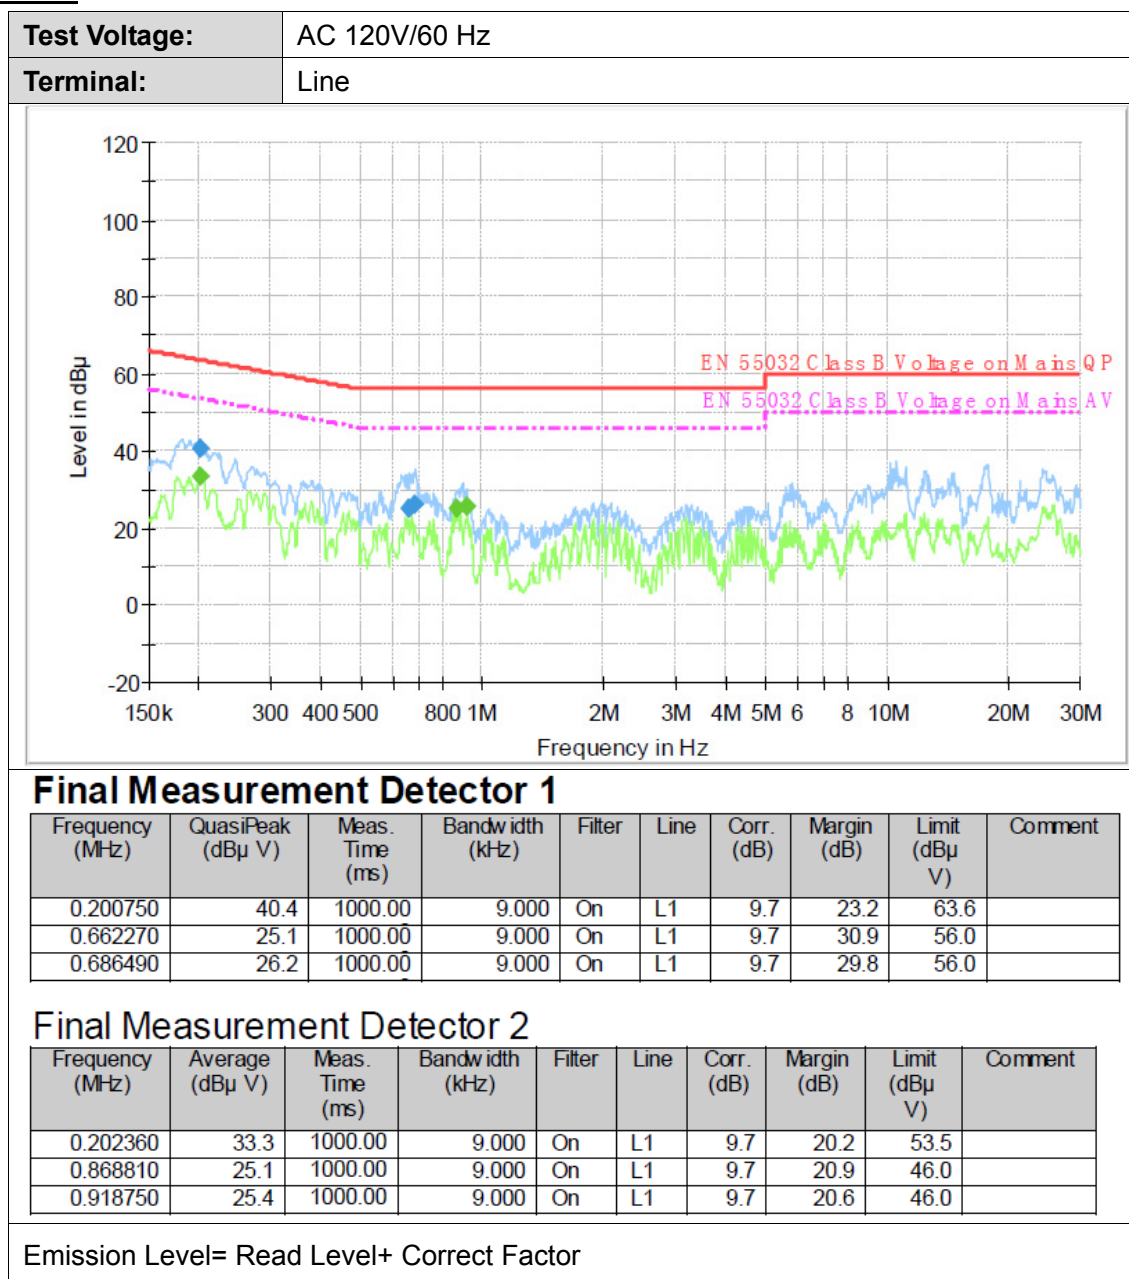 Test Voltage: AC 120V/60 Hz
Terminal: Line
120
100
80
60
40
20
0
-20
Level in dBµ
EN 55032 Class B Voltage on Mains QP
EN 55032 Class B Voltage on Mains AV
150k 300 400 500 800 1M 2M 3M 4M 5M 6 8 10M 20M 30M
Frequency in Hz
Final Measurement Detector 1
Frequency (MHz) QuasiPeak (dBµ V) Meas. Time (ms) Bandwidth (kHz) Filter Line Corr. (dB) Margin (dB) Limit (dBµ V) Comment
0.200750 40.4 1000.00 9.000 On L1 9.7 23.2 63.6
0.662270 25.1 1000.00 9.000 On L1 9.7 30.9 56.0
0.686490 26.2 1000.00 9.000 On L1 9.7 29.8 56.0
Final Measurement Detector 2
Frequency (MHz) Average (dBµ V) Meas. Time (ms) Bandwidth (kHz) Filter Line Corr. (dB) Margin (dB) Limit (dBµ V) Comment
0.202360 33.3 1000.00 9.000 On L1 9.7 20.2 53.5
0.868810 25.1 1000.00 9.000 On L1 9.7 20.9 46.0
0.918750 25.4 1000.00 9.000 On L1 9.7 20.6 46.0
Emission Level= Read Level+ Correct Factor